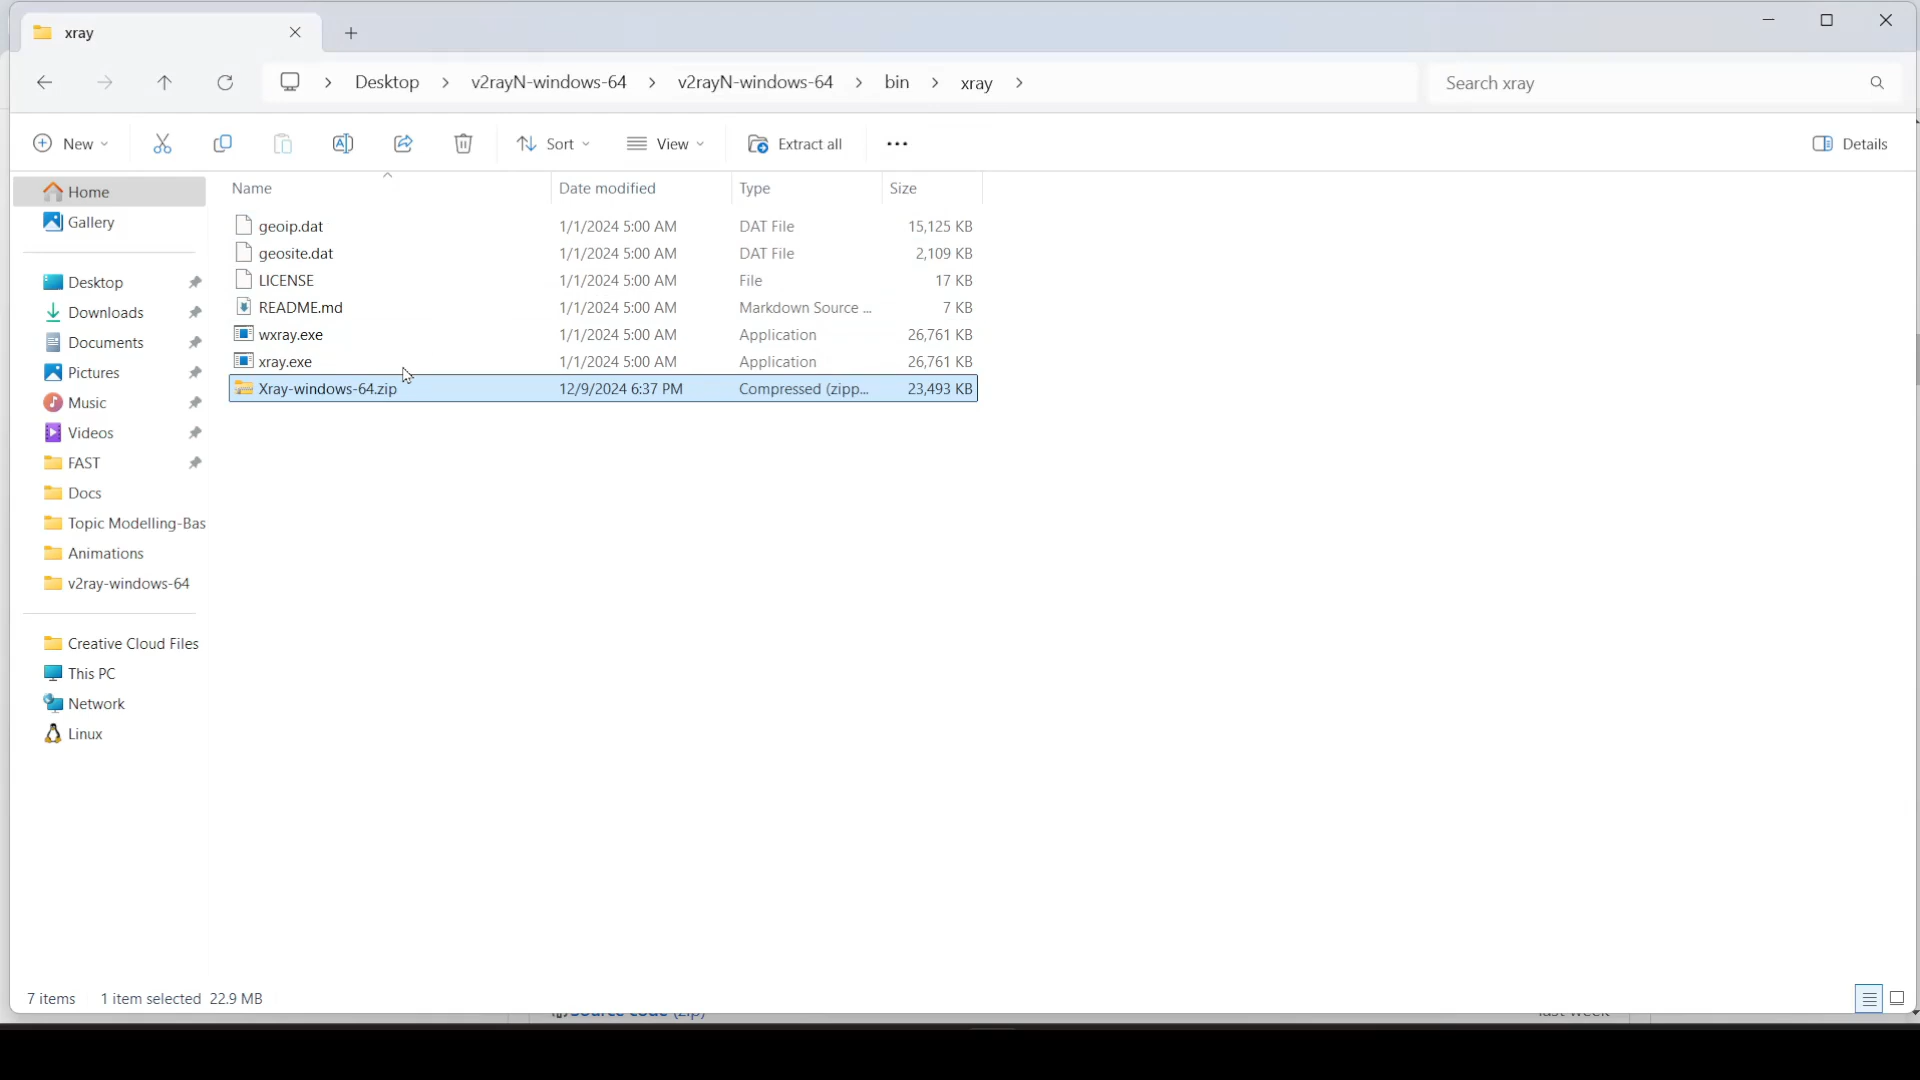 xray
Desktop > v2rayN-windows-64 > v2rayN-windows-64 > bin > xray >
Search xray
New
Sort
View
Extract all
Details
Name Date modified Type Size
Home
Gallery
Desktop
Downloads
Documents
Pictures
Music
Videos
FAST
Docs
Topic Modelling-Bas
Animations
v2ray-windows-64
Creative Cloud Files
This PC
Network
Linux
geoip.dat 1/1/2024 5:00 AM DAT File 15,125 KB
geosite.dat 1/1/2024 5:00 AM DAT File 2,109 KB
LICENSE 1/1/2024 5:00 AM File 17 KB
README.md 1/1/2024 5:00 AM Markdown Source ... 7 KB
wxray.exe 1/1/2024 5:00 AM Application 26,761 KB
xray.exe 1/1/2024 5:00 AM Application 26,761 KB
Xray-windows-64.zip 12/9/2024 6:37 PM Compressed (zipp... 23,493 KB
7 items 1 item selected 22.9 MB
Source code (zip) last week